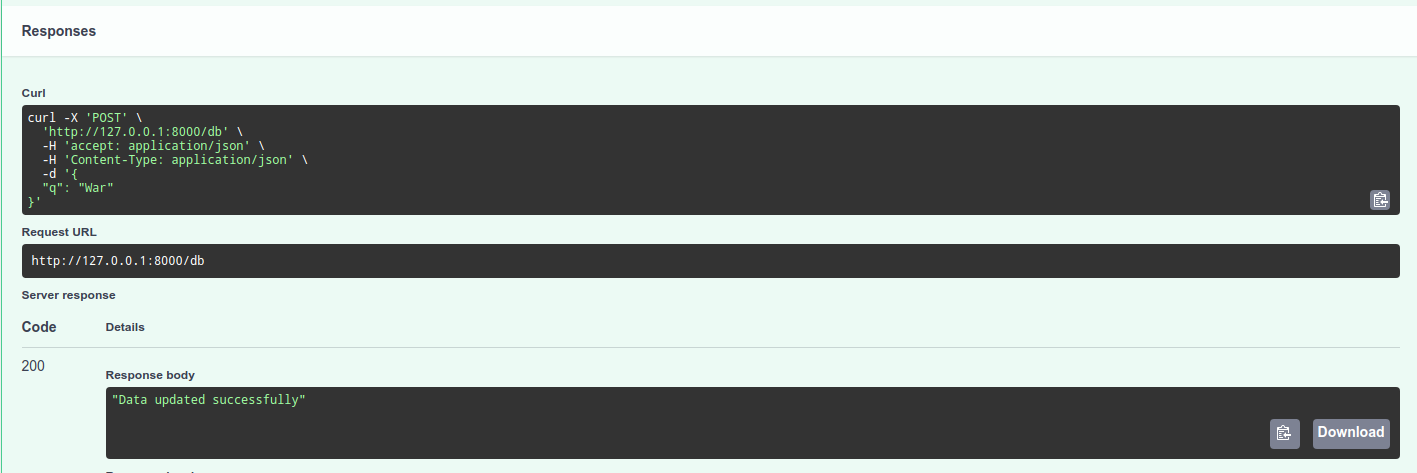 Responses
Curl
curl -X 'POST' \
'http://127.0.0.1:8000/db' \
-H 'accept: application/json' \
-H 'Content-Type: application/json' \
-d '{
"q": "War"
}'
Request URL
http://127.0.0.1:8000/db
Server response
Code Details
200
Response body
"Data updated successfully"
Download